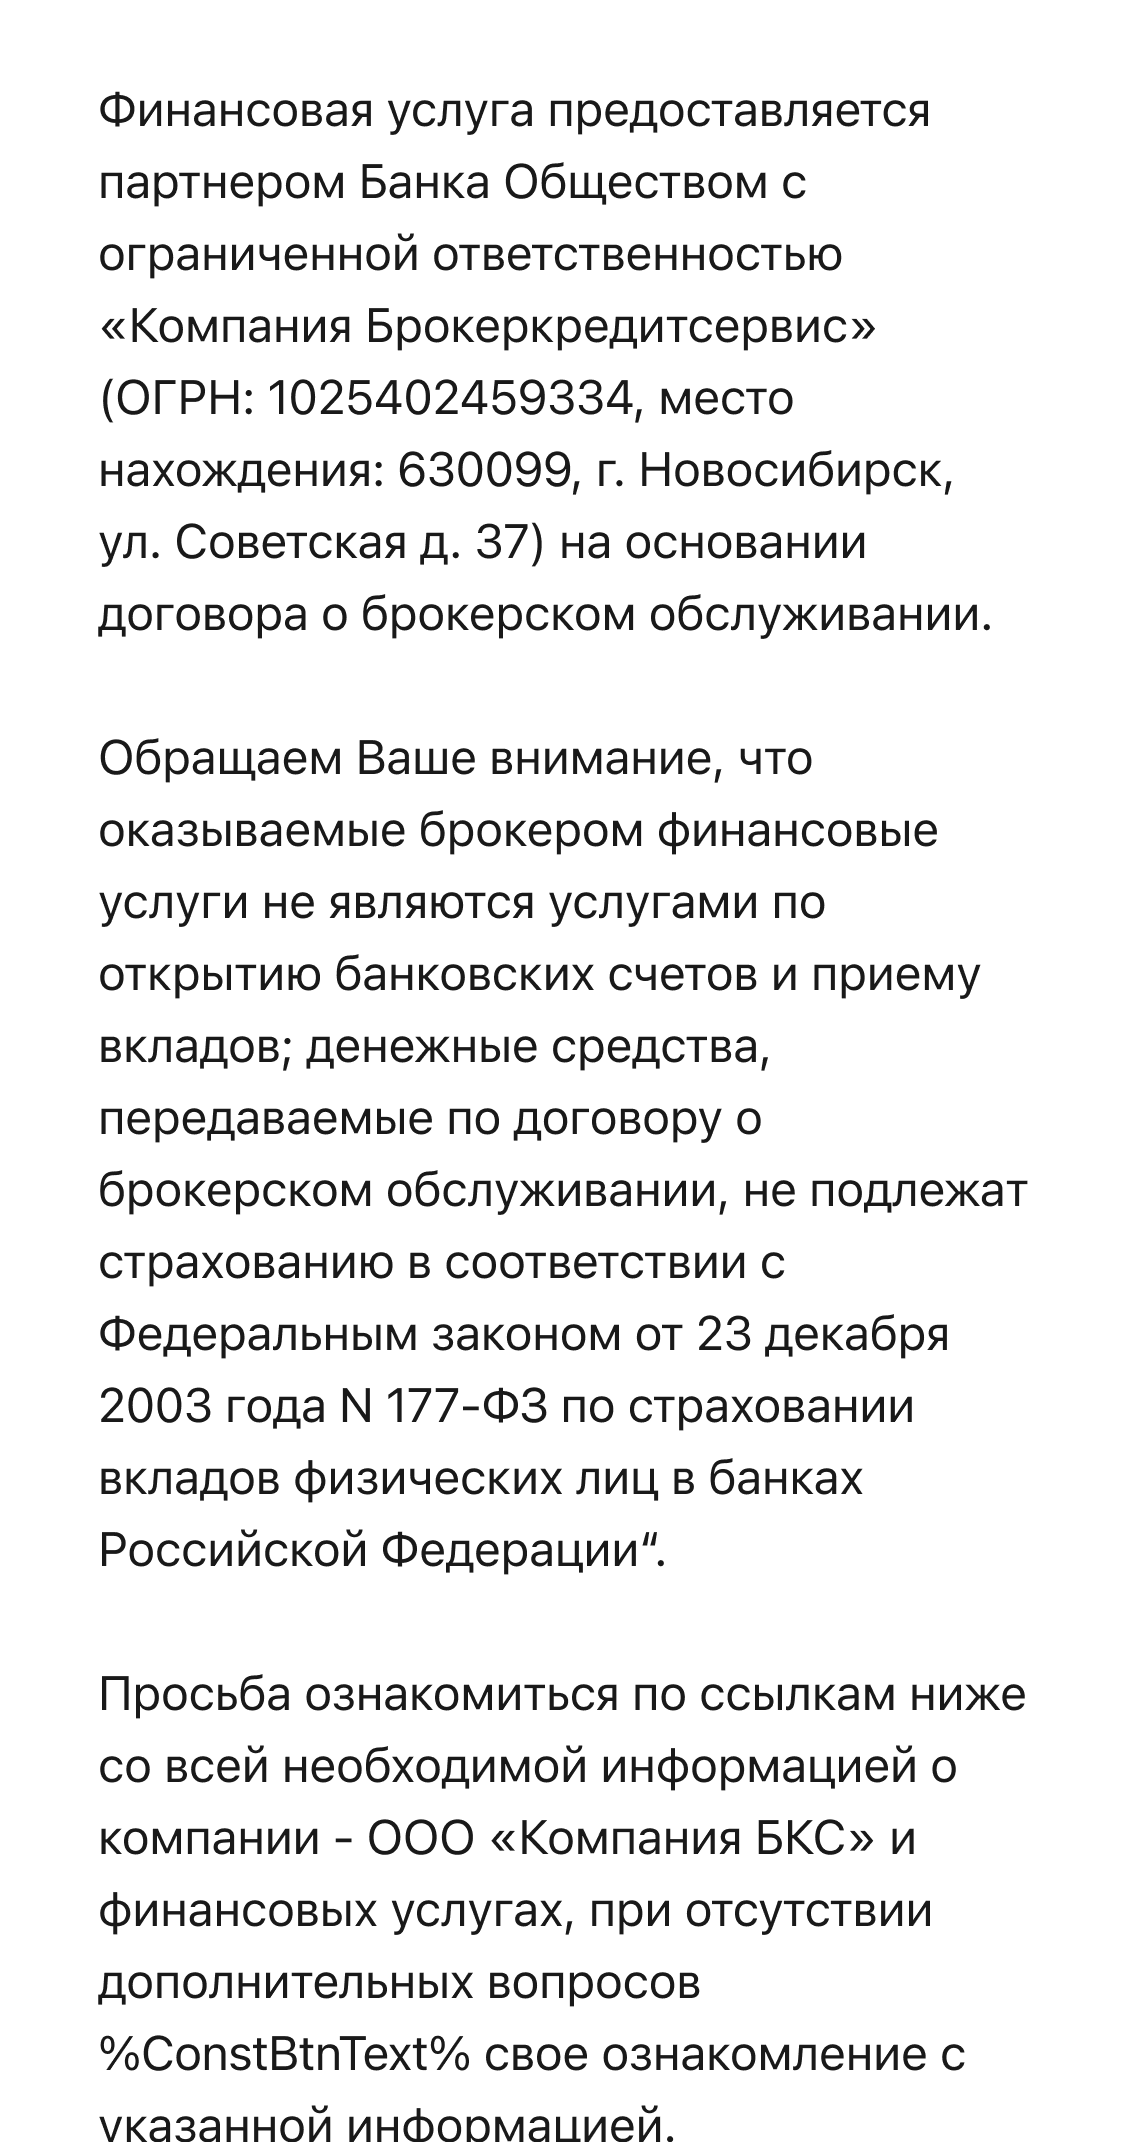 Финансовая услуга предоставляется
партнером Банка Обществом с
ограниченной ответственностью
«Компания Брокеркредитсервис»
(ОГРН: 1025402459334, место
нахождения: 630099, г. Новосибирск,
ул. Советская д. 37) на основании
договора о брокерском обслуживании.
Обращаем Ваше внимание, что
оказываемые брокером финансовые
услуги не являются услугами по
открытию банковских счетов и приему
вкладов; денежные средства,
передаваемые по договору о
брокерском обслуживании, не подлежат
страхованию в соответствии с
Федеральным законом от 23 декабря
2003 года N 177-ФЗ по страховании
вкладов физических лиц в банках
Российской Федерации“.
Просьба ознакомиться по ссылкам ниже
со всей необходимой информацией о
компании - ООО «Компания БКС» и
финансовых услугах, при отсутствии
дополнительных вопросов
%ConstBtnText% свое ознакомление с
указанной информацией.